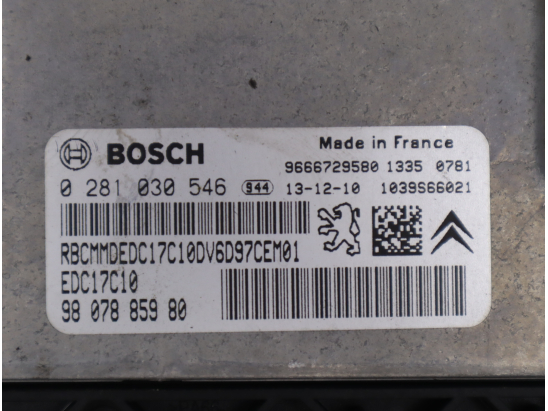 BOSCH Made in France
9666729580 1335 0781
0 281 030 546 944 13-12-10 1039S66021
RBCMMDEDC17C10DV6D97CEM01
EDC17C10
98 078 859 80